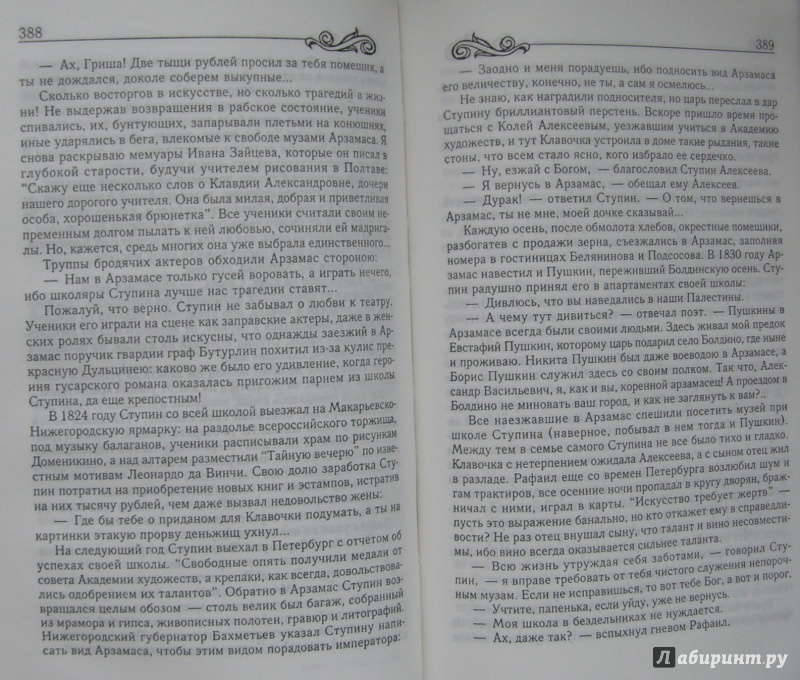 388
— Ах, Гриша! Две тыщи рублей просил за тебя помещик, а
ты не дождался, доколе соберем выкупные...
Сколько восторгов в искусстве, но сколько трагедий в жиз-
ни! Не выдержав возвращения в рабское состояние, ученики
спивались, их, бунтующих, запарывали плетьми на конюшнях,
иные ударялись в бега, влекомые к свободе музами Арзамаса. Я
снова раскрываю мемуары Ивана Зайцева, которые он писал в
глубокой старости, будучи учителем рисования в Полтаве:
“Скажу еще несколько слов о Клавдии Александровне, дочери
нашего дорогого учителя. Она была милая, добрая и приветливая
особа, хорошенькая брюнетка”. Все ученики считали своим не-
пременным долгом пылать к ней любовью, сочиняли ей мадрига-
лы. Но, кажется, средь многих она уже выбрала единственного...
Труппы бродячих актеров обходили Арзамас стороною:
— Нам в Арзамасе только гусей воровать, а играть нечего,
ибо школяры Ступина лучше нас трагедии ставят...
Пожалуй, что верно. Ступин не забывал о любви к театру.
Ученики его играли на сцене как заправские актеры, даже в жен-
ских ролях бывали столь искусны, что однажды заезжий в Ар-
замас поручик гвардии граф Бутурлин похитил из-за кулис пре-
красную Дульцинею: каково же было его удивление, когда геро-
иня гусарского романа оказалась пригожим парнем из школы
Ступина, да еще крепостным!
В 1824 году Ступин со всей школой выезжал на Макарьевско-
Нижегородскую ярмарку: на раздолье всероссийского торжища,
под музыку балаганов, ученики расписывали храм по рисункам
Доменикино, а над алтарем разместили “Тайную вечерю” по из-
вестным мотивам Леонардо да Винчи. Свою долю заработка Сту-
пин потратил на приобретение новых книг и эстампов, истратив
на них тысячу рублей, чем даже вызвал недовольство жены:
— Где бы тебе о приданом для Клавочки подумать, а ты на
картинки этакую прорву деньжищ ухнул...
На следующий год Ступин выехал в Петербург с отчетом об
успехах своей школы. “Свободные опять получили медали от
совета Академии художеств, а крепаки, как всегда, довольствова-
лись одобрением их талантов”. Обратно в Арзамас Ступин воз-
вращался целым обозом — столь велик был багаж, собранный
из мрамора и гипса, живописных полотен, гравюр и литографий.
Нижегородский губернатор Бахметьев указал Ступину напи-
сать вид Арзамаса, чтобы этим видом порадовать императора:
389
— Заодно и меня порадуешь, ибо подносить вид Арзамаса
его величеству, конечно, не ты, а сам я осмелюсь...
Не знаю, как наградили подносителя, но царь переслал в дар
Ступину бриллиантовый перстень. Вскоре пришло время про-
щаться с Колей Алексеевым, уезжавшим учиться в Академию
художеств, и тут Клавочка устроила в доме такие рыдания, такие
стоны, что всем стало ясно, кого избрало ее сердечко.
— Ну, езжай с Богом, — благословил Ступин Алексеева.
— Я вернусь в Арзамас, — обещал ему Алексеев.
— Дурак! — ответил Ступин. — О том, что вернешься в
Арзамас, ты не мне, моей дочке сказывай...
Каждую осень, после обмолота хлебов, окрестные помещики,
разбогатев с продажи зерна, съезжались в Арзамас, заполняя
номера в гостиницах Белянинова и Подсосова. В 1830 году Ар-
замас навестил и Пушкин, переживший Болдинскую осень. Сту-
пин радушно принял его в апартаментах своей школы:
— Дивлюсь, что вы наведались в наши Палестины.
— А чему тут дивиться? — отвечал поэт. — Пушкины в
Арзамасе всегда были своими людьми. Здесь живал мой предок
Евстафий Пушкин, которому царь подарил село Болдино, где ныне
и проживаю. Никита Пушкин был даже воеводою в Арзамасе, а
Борис Пушкин служил здесь со своим полком. Так что, Алек-
сандр Васильевич, я, как и вы, коренной арзамасец! А проездом в
Болдино не миновать ваш город, и как не заглянуть к вам?..
Все наезжавшие в Арзамас спешили посетить музей при
школе Ступина (наверное, побывал в нем тогда и Пушкин).
Между тем в семье самого Ступина не все было тихо и гладко.
Клавочка с нетерпением ожидала Алексеева, а с сыном отец жил
в разладе. Рафаил еще со времен Петербурга возлюбил шум и
гам трактиров, все осенние ночи пропадал в кругу дворян, браж-
ничал с ними, играл в карты. “Искусство требует жертв” —
пусть это выражение банально, но кто откажет ему в справедли-
вости? Не раз отец внушал сыну, что талант и вино несовмести-
мы, ибо вино всегда оказывается сильнее таланта.
— Всю жизнь утруждая себя заботами, — говорил Сту-
пин, — я вправе требовать от тебя чистого служения непороч-
ным музам. Если не исправишься, то вот тебе Бог, а вот и порог.
— Учтите, папенька, если уйду, уже не вернусь.
— Моя школа в бездельниках не нуждается.
— Ах, даже так? — вспыхнул гневом Рафаил.
Лабиринт.ру